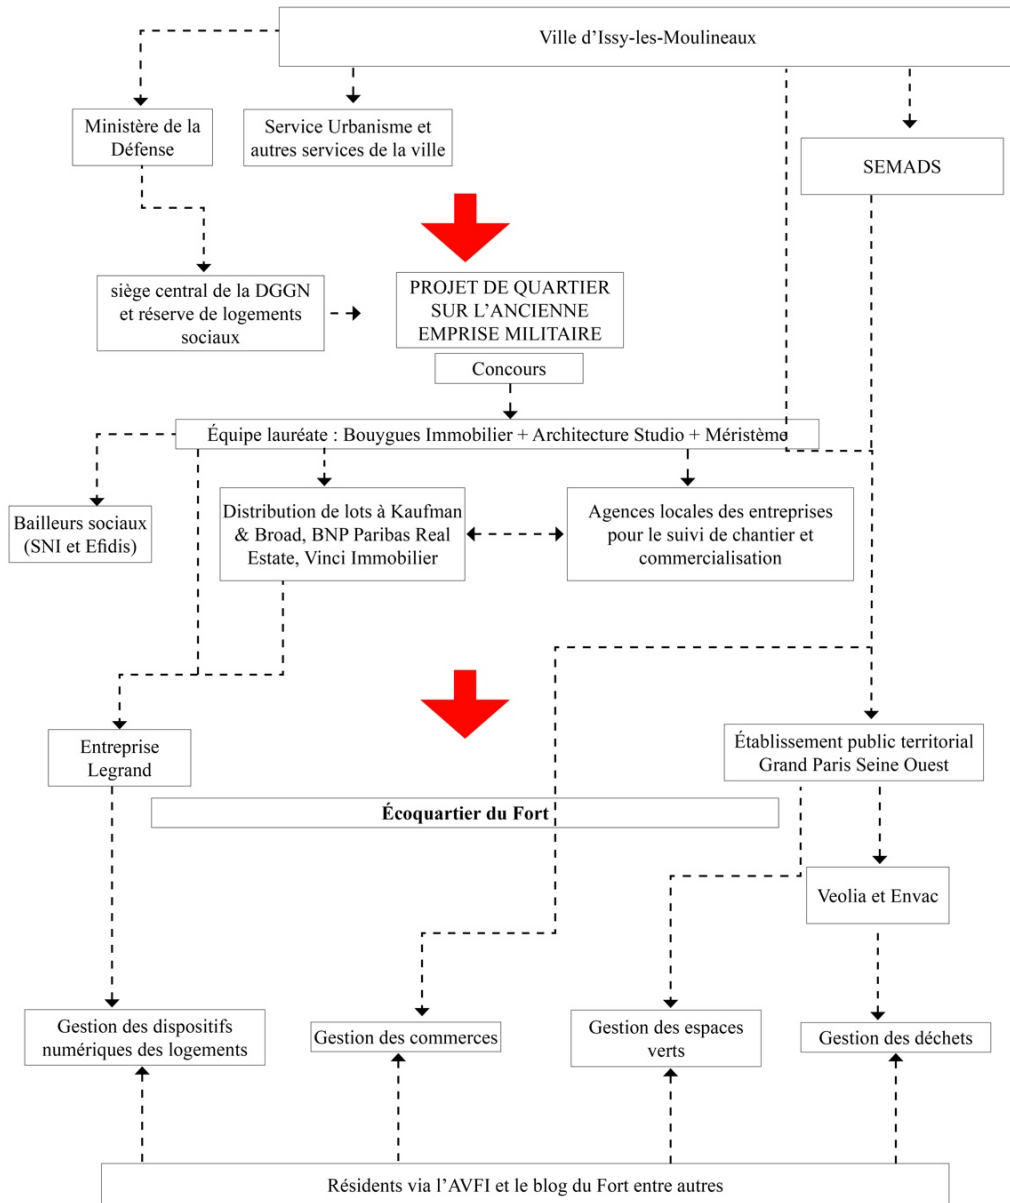 Ville d’Issy-les-Moulineaux
Ministère de la
Défense
Service Urbanisme et
autres services de la ville
SEMADS
siège central de la DGGN
et réserve de logements
sociaux
PROJET DE QUARTIER
SUR L’ANCIENNE
EMPRISE MILITAIRE
Concours
Équipe lauréate : Bouygues Immobilier + Architecture Studio + Méristème
Bailleurs sociaux
(SNI et Efidis)
Distribution de lots à Kaufman
& Broad, BNP Paribas Real
Estate, Vinci Immobilier
Agences locales des entreprises
pour le suivi de chantier et
commercialisation
Entreprise
Legrand
Établissement public territorial
Grand Paris Seine Ouest
Écoquartier du Fort
Veolia et Envac
Gestion des dispositifs
numériques des logements
Gestion des commerces
Gestion des espaces
verts
Gestion des déchets
Résidents via l’AVFI et le blog du Fort entre autres